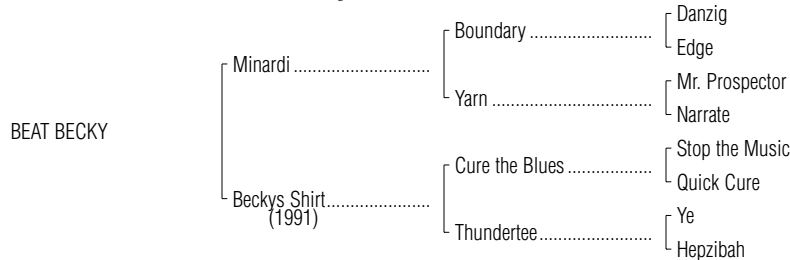 Danzig
Boundary ..........................
Edge
Minardi .............................
Mr. Prospector
Yarn ..................................
Narrate
BEAT BECKY
Stop the Music
Cure the Blues ..................
Quick Cure
Beckys Shirt......................
(1991)
Ye
Thundertee........................
Hepzibah